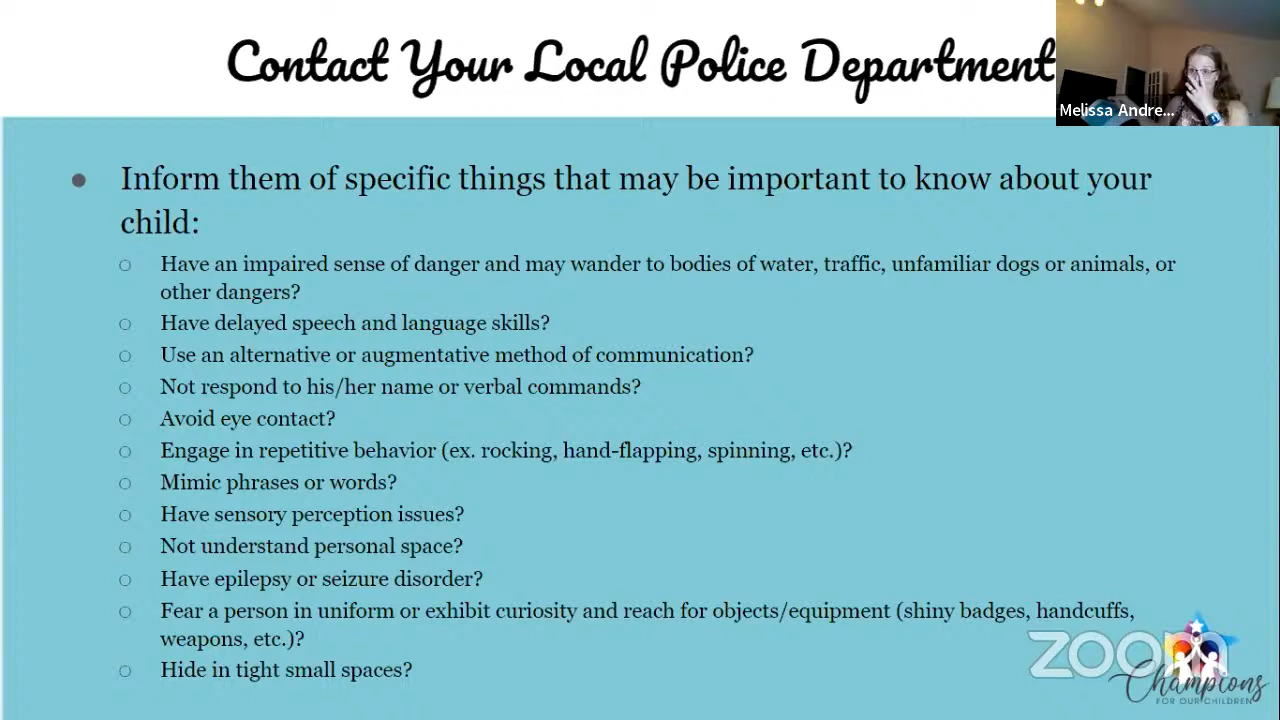 Contact Your Local Police Department
Melissa Andre...
● Inform them of specific things that may be important to know about your
child:
○ Have an impaired sense of danger and may wander to bodies of water, traffic, unfamiliar dogs or animals, or
other dangers?
○ Have delayed speech and language skills?
○ Use an alternative or augmentative method of communication?
○ Not respond to his/her name or verbal commands?
○ Avoid eye contact?
○ Engage in repetitive behavior (ex. rocking, hand-flapping, spinning, etc.)?
○ Mimic phrases or words?
○ Have sensory perception issues?
○ Not understand personal space?
○ Have epilepsy or seizure disorder?
○ Fear a person in uniform or exhibit curiosity and reach for objects/equipment (shiny badges, handcuffs,
weapons, etc.)?
○ Hide in tight small spaces?
zoom
Champions
FOR OUR CHILDREN